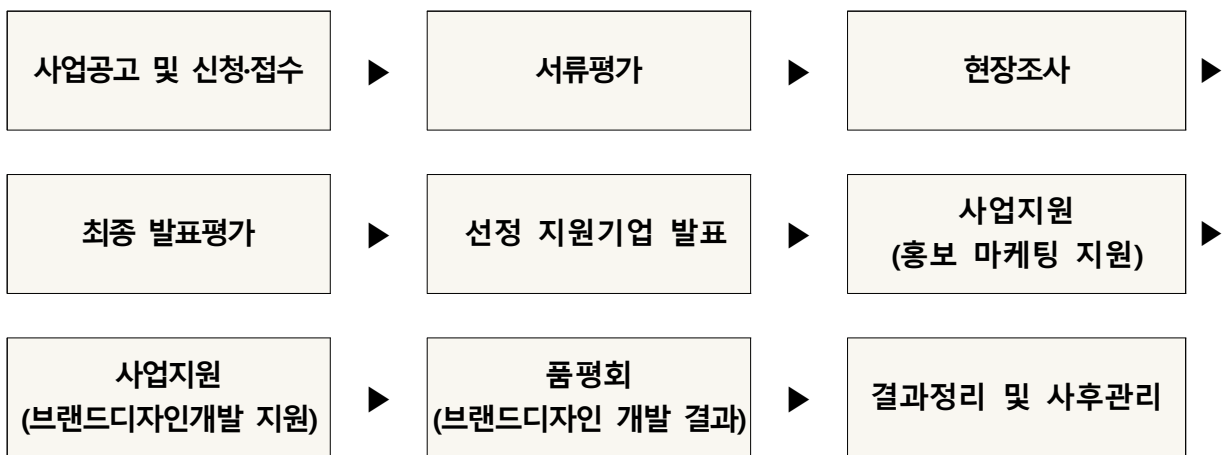 사업공고 및 신청·접수 ▶ 서류평가 ▶ 현장조사 ▶
최종 발표평가 ▶ 선정 지원기업 발표 ▶ 사업지원
(홍보 마케팅 지원) ▶
사업지원
(브랜드디자인개발 지원) ▶ 품평회
(브랜드디자인 개발 결과) ▶ 결과정리 및 사후관리